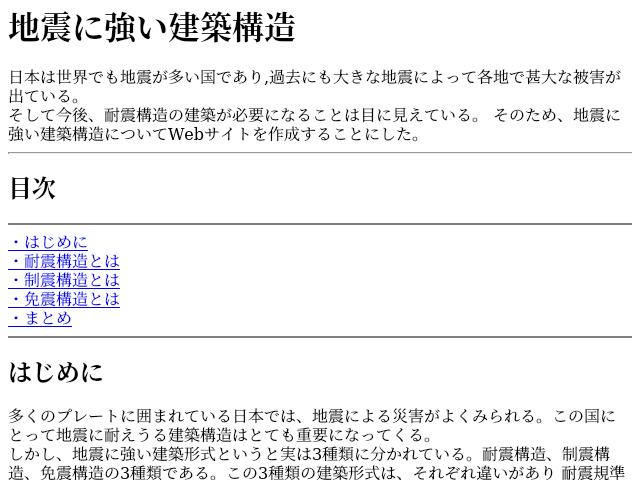 地震に強い建築構造
日本は世界でも地震が多い国であり,過去にも大きな地震によって各地で甚大な被害が
出ている。
そして今後、耐震構造の建築が必要になることは目に見えている。 そのため、地震に
強い建築構造についてWebサイトを作成することにした。
目次
・はじめに
・耐震構造とは
・制震構造とは
・免震構造とは
・まとめ
はじめに
多くのプレートに囲まれている日本では、地震による災害がよくみられる。この国に
とって地震に耐えうる建築構造はとても重要になってくる。
しかし、地震に強い建築形式というと実は3種類に分かれている。耐震構造、制震構
造、免震構造の3種類である。この3種類の建築形式は、それぞれ違いがあり 耐震規準